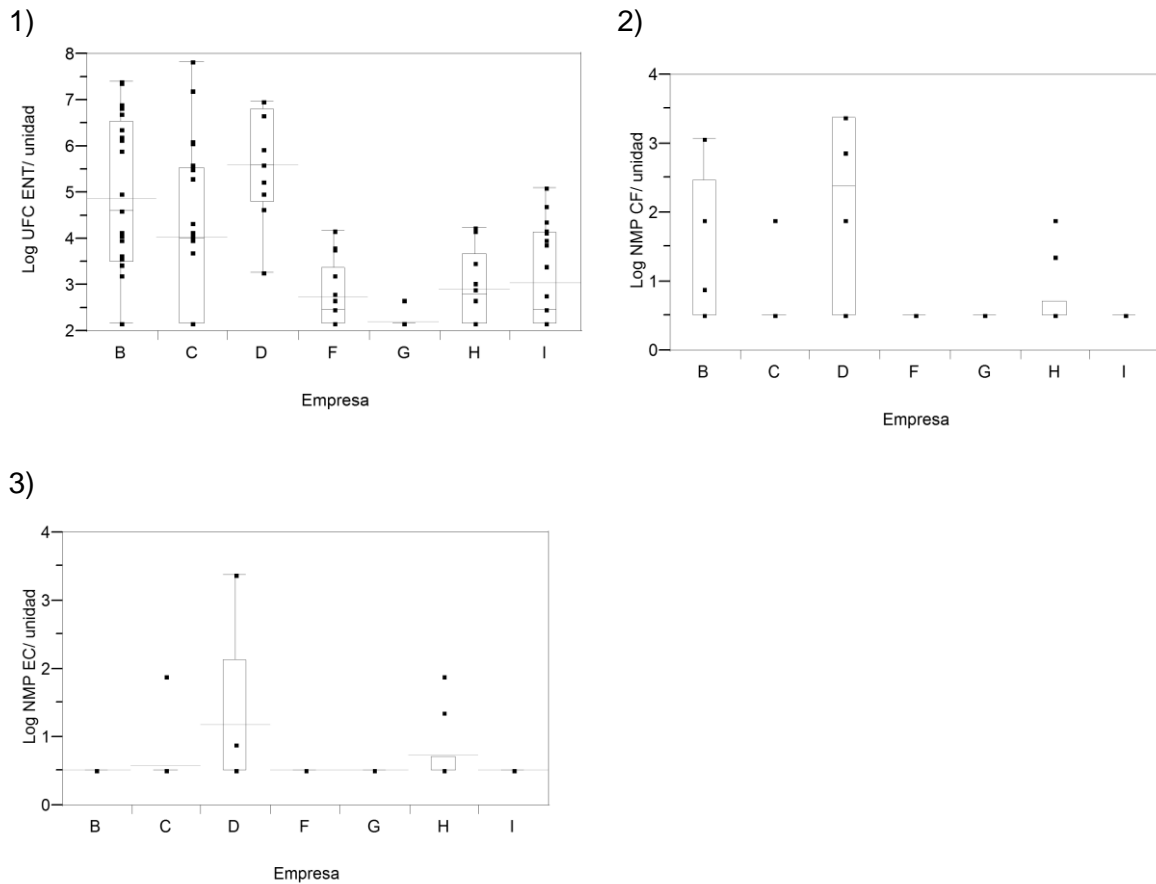 1)
8
7
6
5
4
3
2
Log UFC ENT/ unidad
B C D F G H I
Empresa
2)
4
3
2
1
0
Log NMP CF/ unidad
B C D F G H I
Empresa
3)
4
3
2
1
0
Log NMP EC/ unidad
B C D F G H I
Empresa